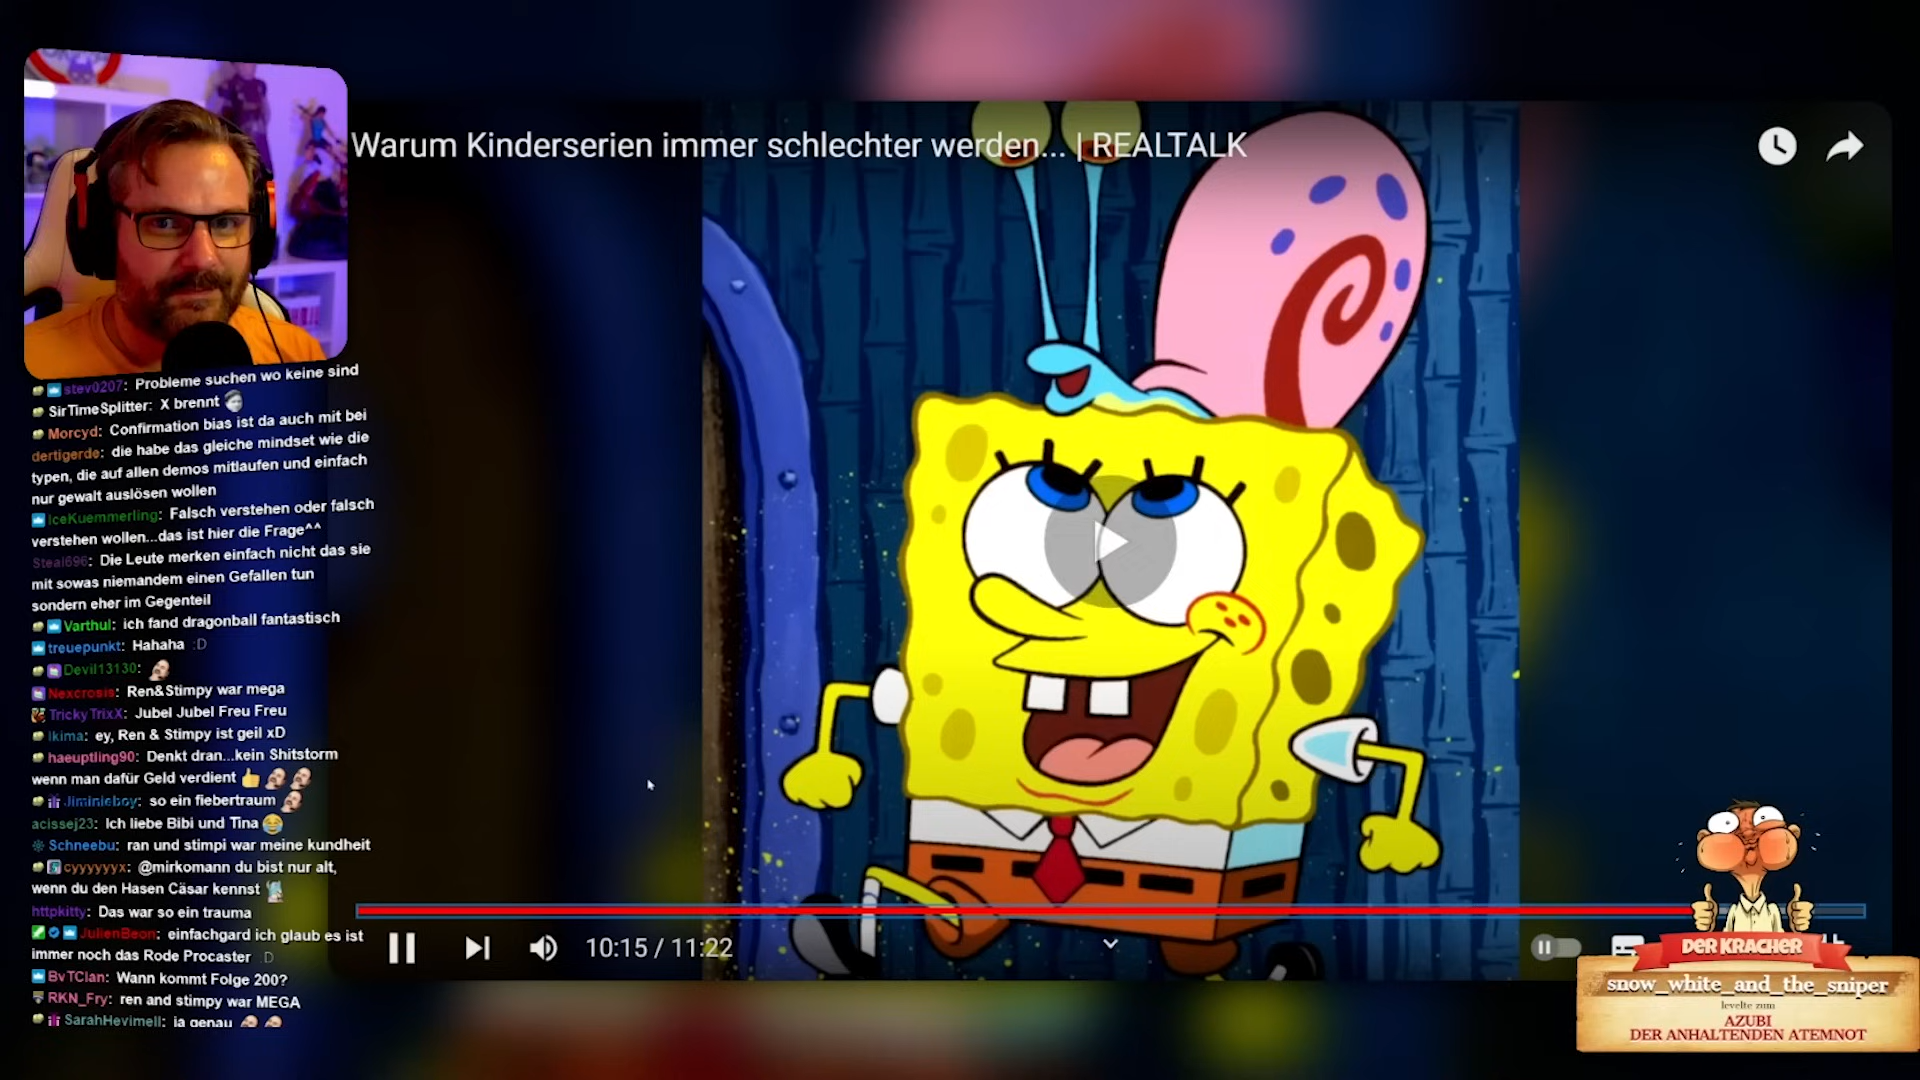 Warum Kinderserien immer schlechter werden... | REALTALK
stev0207: Probleme suchen wo keine sind
SirTimeSplitter: X brennt
Morcyd: Confirmation bias ist da auch mit bei
dertigerde: die habe das gleiche mindset wie die
typen, die auf allen demos mitlaufen und einfach
nur gewalt auslösen wollen
IceKuemmerling: Falsch verstehen oder falsch
verstehen wollen...das ist hier die Frage^^
Steal696: Die Leute merken einfach nicht das sie
mit sowas niemandem einen Gefallen tun
sondern eher im Gegenteil
Varthul: ich fand dragonball fantastisch
treuepunkt: Hahaha :D
Devil13130:
Nexcrosis: Ren&Stimpy war mega
TrickyTrixX: Jubel Jubel Freu Freu
Ikima: ey, Ren & Stimpy ist geil xD
haeuptling90: Denkt dran...kein Shitstorm
wenn man dafür Geld verdient
Jiminieboy: so ein fiebertraum
acissej23: Ich liebe Bibi und Tina
Schneebu: ran und stimpi war meine kundheit
cyyyyyyx: @mirkomann du bist nur alt,
wenn du den Hasen Cäsar kennst
httpkitty: Das war so ein trauma
JulienBeon: einfachgard ich glaub es ist
immer noch das Rode Procaster :D
BvTClan: Wann kommt Folge 200?
RKN_Fry: ren and stimpy war MEGA
SarahHevimell: ja genau
10:15 / 11:22
DER KRACHER
snow_white_and_the_sniper
levelte zum
AZUBI
DER ANHALTENDEN ATEMNOT